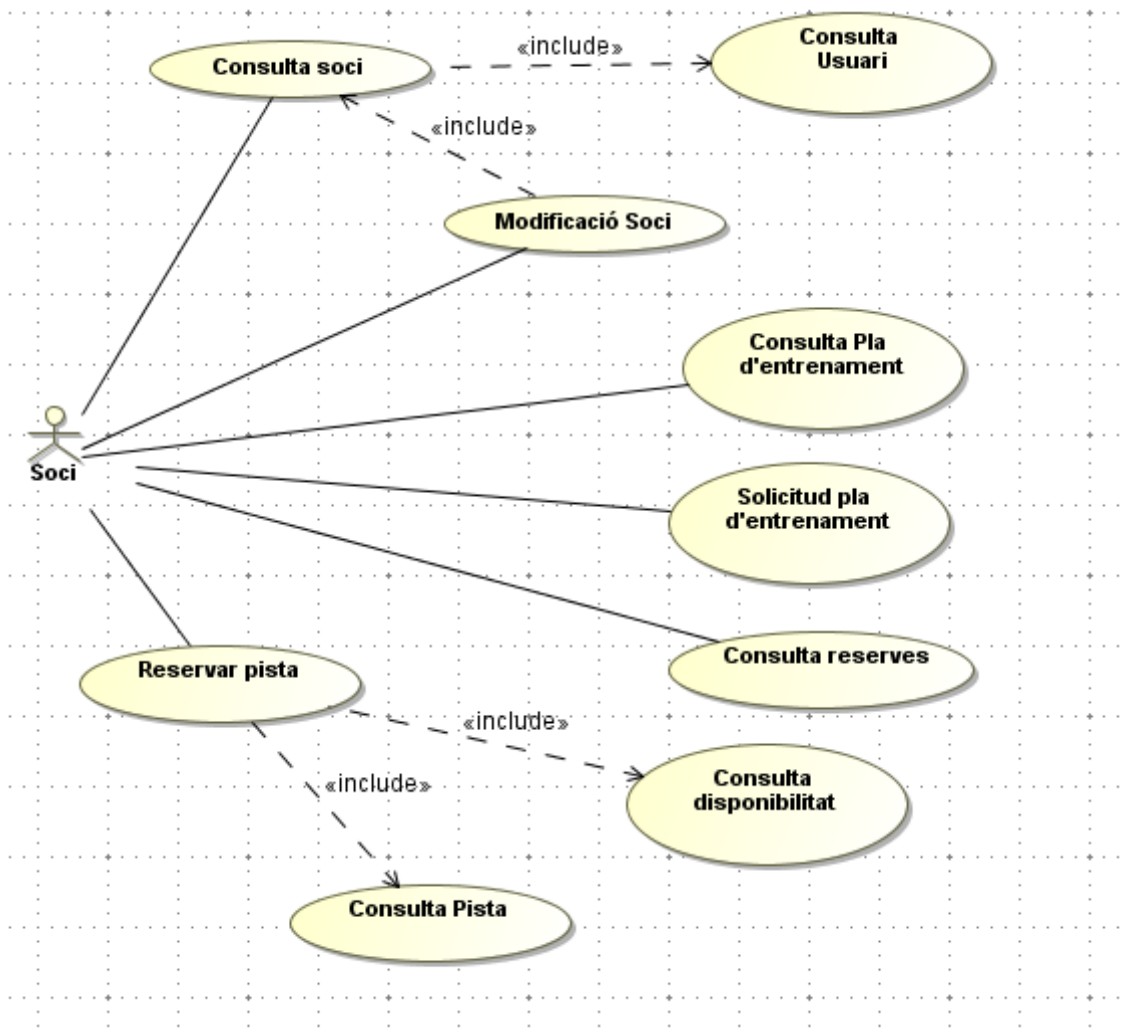 «include»
Consulta
Usuari
Consulta soci
«include»
Modificació Soci
Consulta Pla
d'entrenament
Soci
Solicitud pla
d'entrenament
Consulta reserves
Reservar pista
«include»
«include»
Consulta
disponibilitat
Consulta Pista